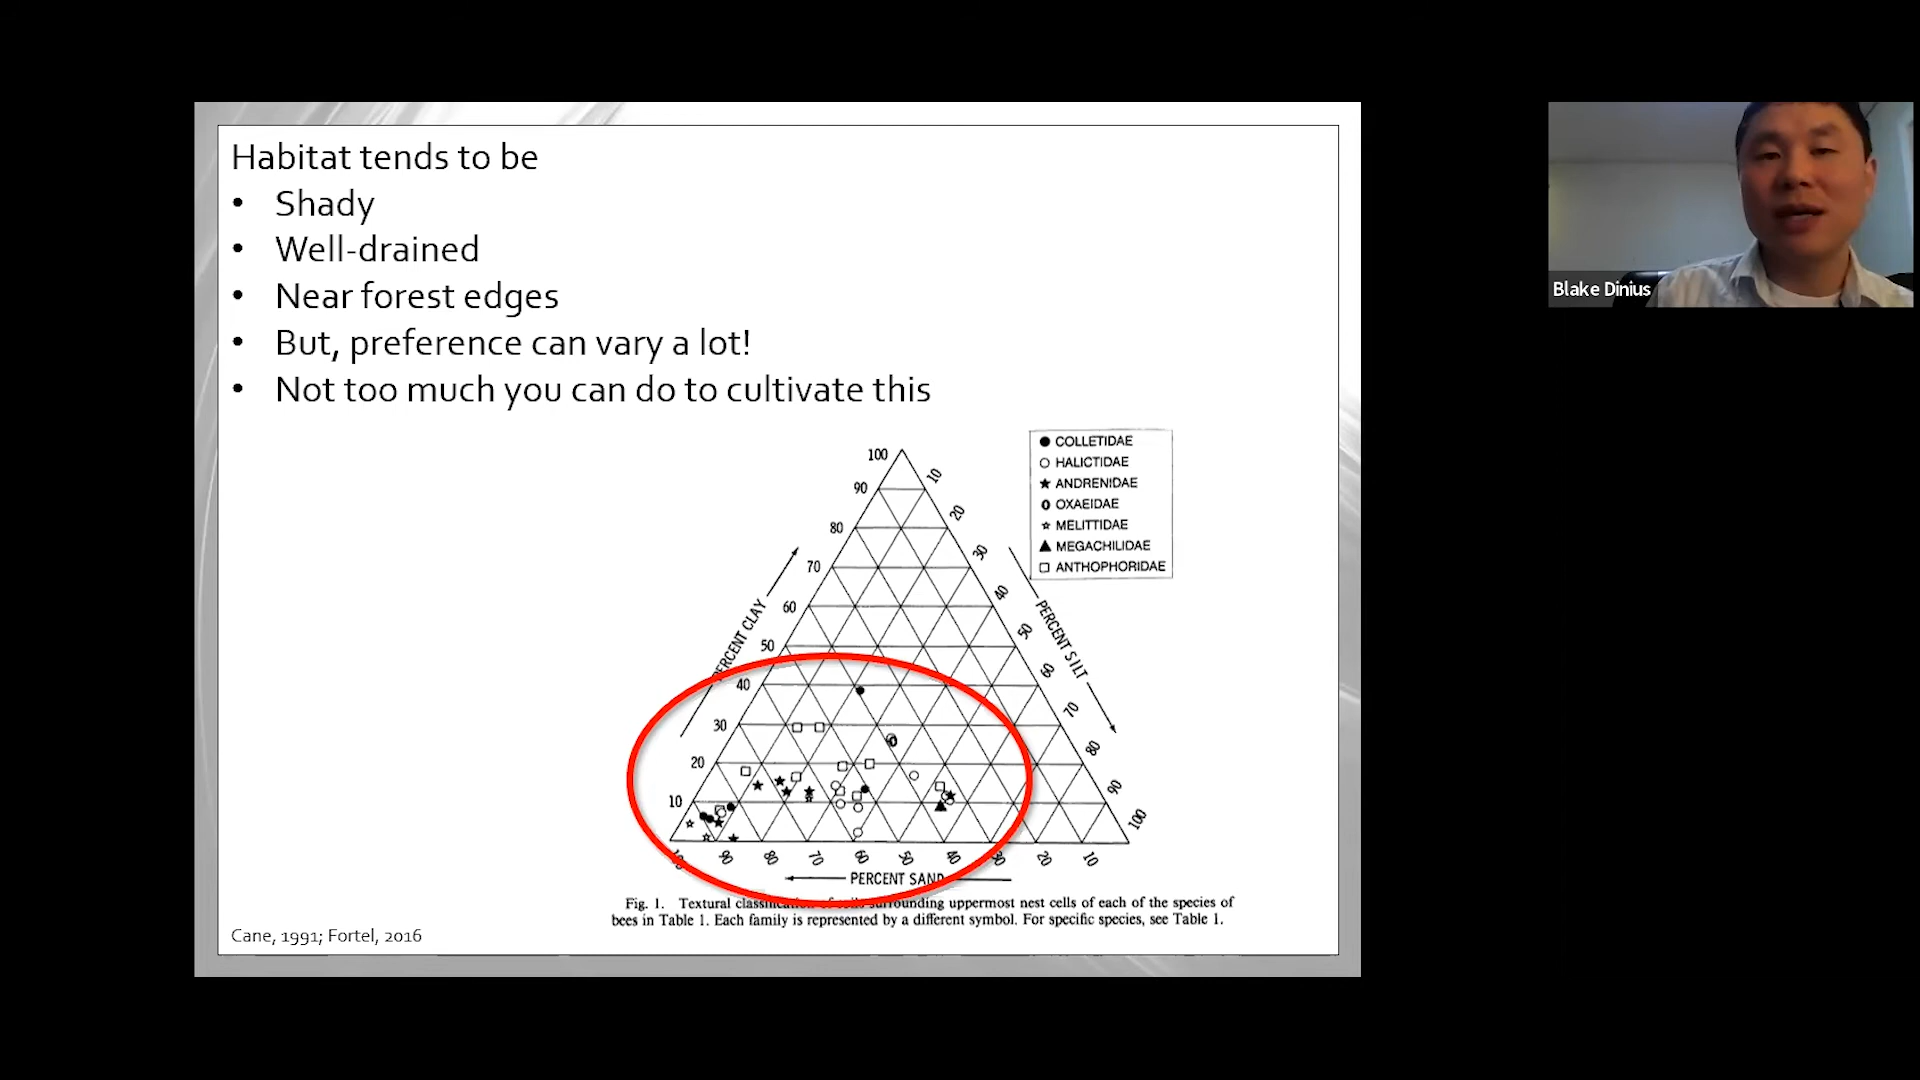 Habitat tends to be
• Shady
• Well-drained
• Near forest edges
• But, preference can vary a lot!
• Not too much you can do to cultivate this
COLLETIDAE
HALICTIDAE
ANDRENIDAE
OXAEIDAE
MELITTIDAE
MEGACHILIDAE
ANTHOPHORIDAE
100
90
80
70
60
50
40
30
20
10
PERCENT CLAY
10
20
30
40
50
60
70
80
90
100
PERCENT SILT
90
80
70
60
50
40
30
20
10
PERCENT SAND
Fig. 1. Textural surrounding uppermost nest cells of each of the species of
bees in Table 1. Each family is represented by a different symbol. For specific species, see Table 1.
Cane, 1991; Fortel, 2016
Blake Dinius